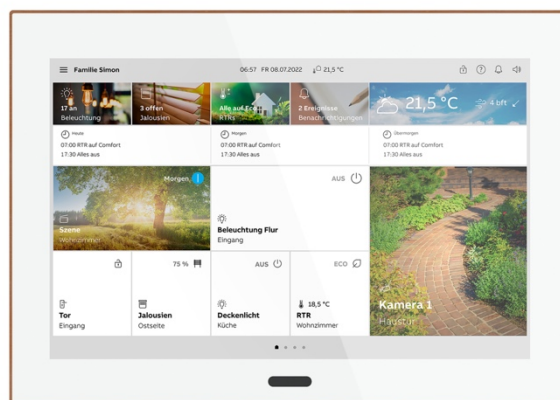 Familie Simon
06:57 FR 08.07.2022 21,5 °C
17 an
Beleuchtung
3 offen
Jalousien
Alle auf Eco
RTRs
2 Ereignisse
Benachrichtigungen
21,5 °C
4 bft
Heute
07:00 RTR auf Comfort
17:30 Alles aus
Morgen
07:00 RTR auf Comfort
17:30 Alles aus
Übermorgen
07:00 RTR auf Comfort
17:30 Alles aus
Morgen
Szene
Wohnzimmer
AUS
Beleuchtung Flur
Eingang
Kamera 1
Haustür
Tor
Eingang
75 %
Jalousien
Ostseite
AUS
Deckenlicht
Küche
ECO
18,5 °C
RTR
Wohnzimmer